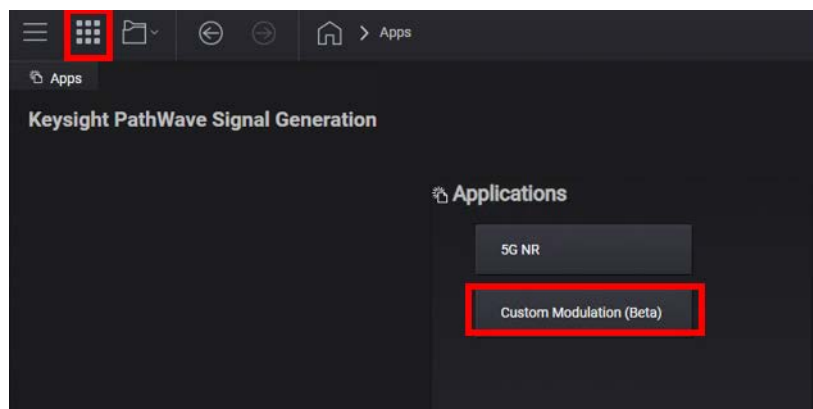 Apps
Apps
Keysight PathWave Signal Generation
Applications
5G NR
Custom Modulation (Beta)